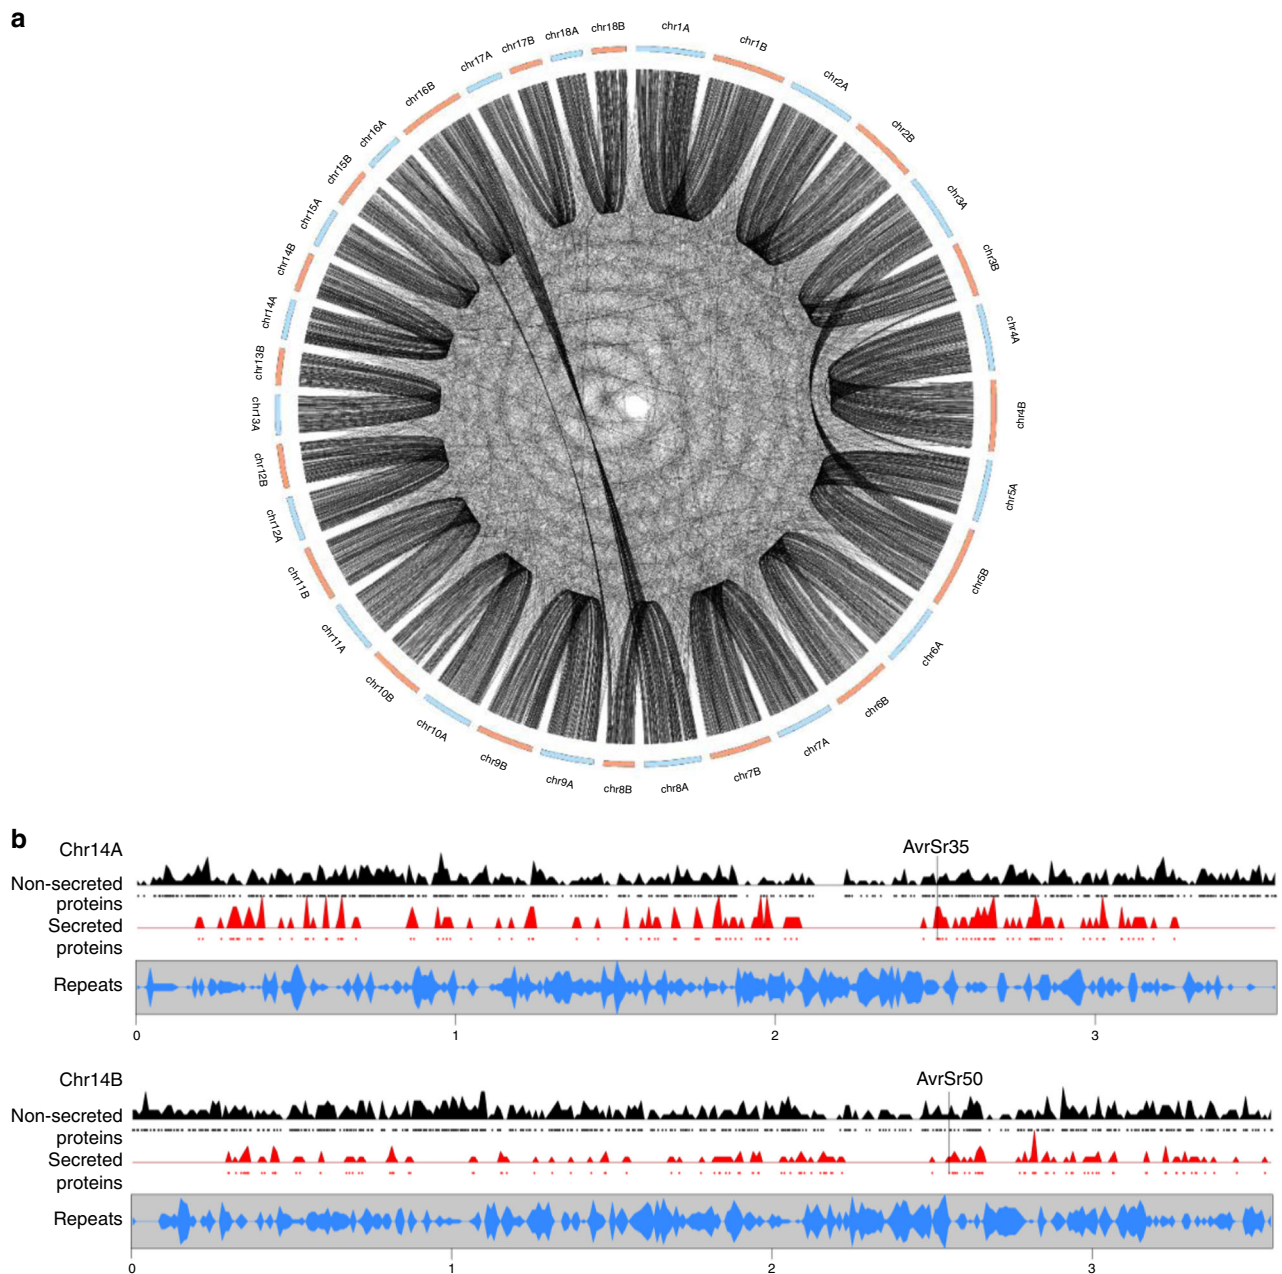 a
chr1A
chr1B
chr2A
chr2B
chr3A
chr3B
chr4A
chr4B
chr5A
chr5B
chr6A
chr6B
chr7A
chr7B
chr8A
chr8B
chr9A
chr9B
chr10A
chr10B
chr11A
chr11B
chr12A
chr12B
chr13A
chr13B
chr14A
chr14B
chr15A
chr15B
chr16A
chr16B
chr17A
chr17B
chr18A
chr18B
b
Chr14A
AvrSr35
Non-secreted
proteins
Secreted
proteins
Repeats
0 1 2 3
Chr14B
AvrSr50
Non-secreted
proteins
Secreted
proteins
Repeats
0 1 2 3